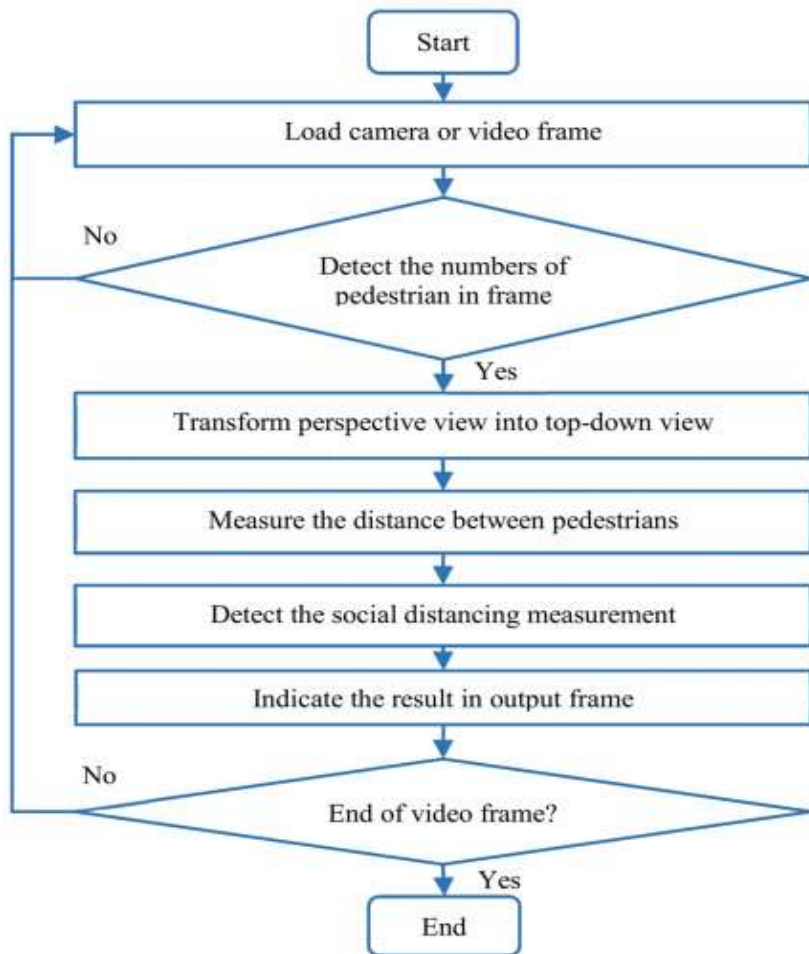 Start
Load camera or video frame
No
Detect the numbers of
pedestrian in frame
Yes
Transform perspective view into top-down view
Measure the distance between pedestrians
Detect the social distancing measurement
Indicate the result in output frame
No
End of video frame?
Yes
End